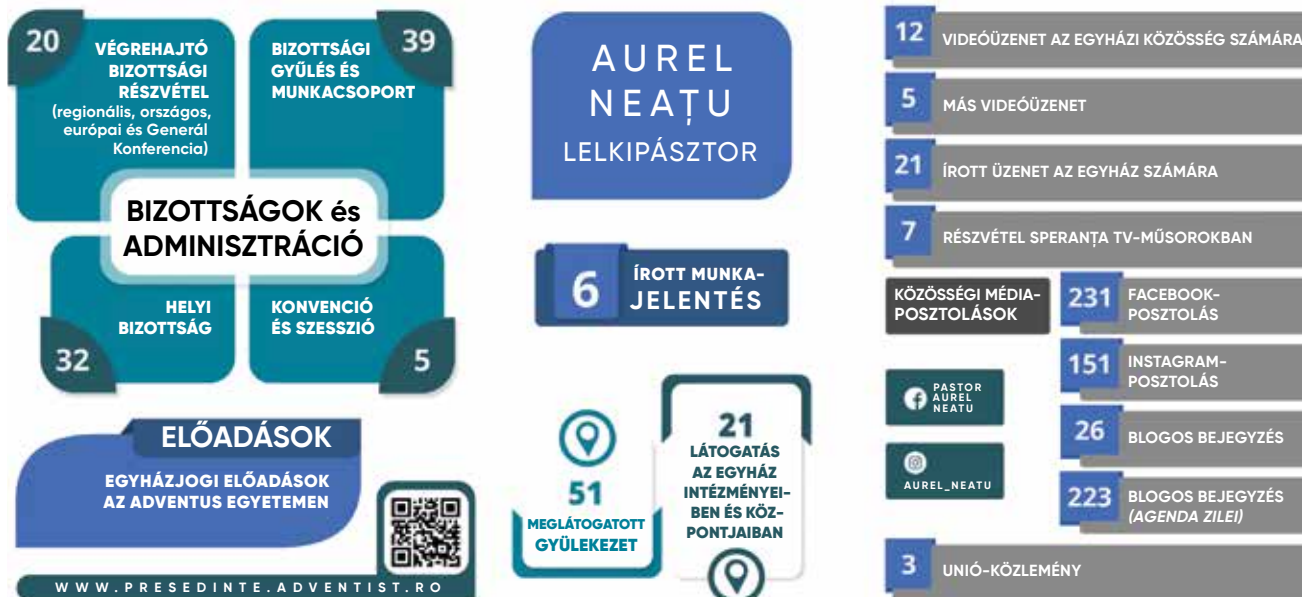 20
VÉGREHAJTÓ
BIZOTTSÁGI
RÉSZVÉTEL
(regionális, országos,
európai és Generál
Konferencia)
BIZOTTSÁGI
GYŰLÉS ÉS
MUNKACSOPORT
39
BIZOTTSÁGOK és
ADMINISZTRÁCIÓ
HELYI
BIZOTTSÁG
32
KONVENCIÓ
ÉS SZESSZIÓ
5
ELŐADÁSOK
EGYHÁZJOGI ELŐADÁSOK
AZ ADVENTUS EGYETEMEN
WWW.PRESEDINTE.ADVENTIST.RO
AUREL
NEAȚU
LELKIPÁSZTOR
6
ÍROTT MUNKA-
JELENTÉS
51
MEGLÁTOGATOTT
GYÜLEKEZET
21
LÁTOGATÁS
AZ EGYHÁZ
INTÉZMÉNYEI-
BEN ÉS KÖZ-
PONTJAIBAN
12 VIDEÓÜZENET AZ EGYHÁZI KÖZÖSSÉG SZÁMÁRA
5 MÁS VIDEÓÜZENET
21 ÍROTT ÜZENET AZ EGYHÁZ SZÁMÁRA
7 RÉSZVÉTEL SPERANȚA TV-MŰSOROKBAN
KÖZÖSSÉGI MÉDIA-
POSZTOLÁSOK
231 FACEBOOK-
POSZTOLÁS
151 INSTAGRAM-
POSZTOLÁS
PASTOR
AUREL
NEATU
AUREL_NEATU
26 BLOGOS BEJEGYZÉS
223 BLOGOS BEJEGYZÉS
(AGENDA ZILEI)
3 UNIÓ-KÖZLEMÉNY